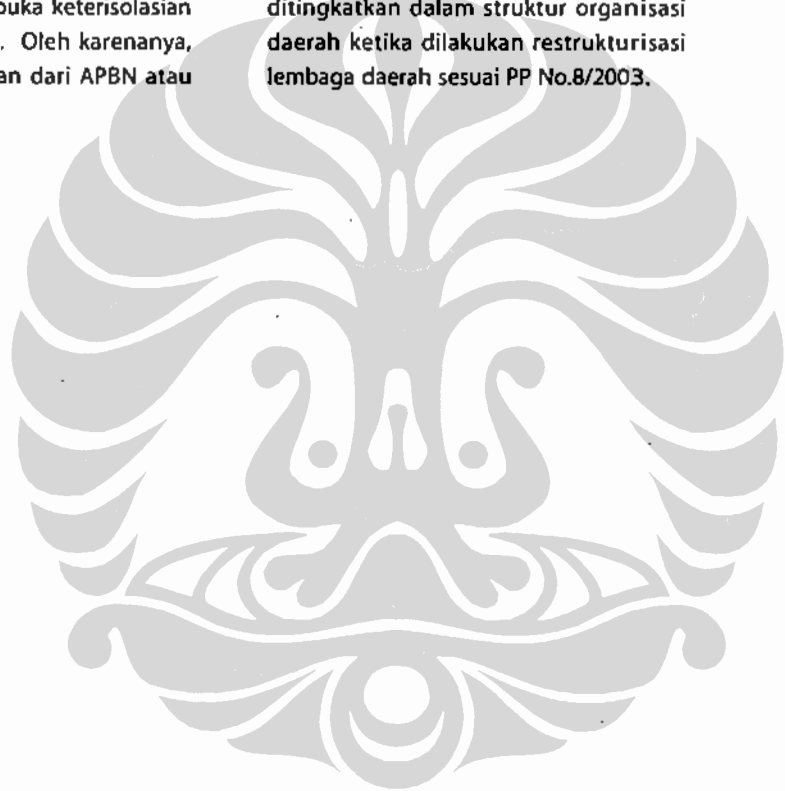 buka keterisolasian
. Oleh karenanya,
an dari APBN atau
ditingkatkan dalam struktur organisasi
daerah ketika dilakukan restrukturisasi
lembaga daerah sesuai PP No.8/2003.